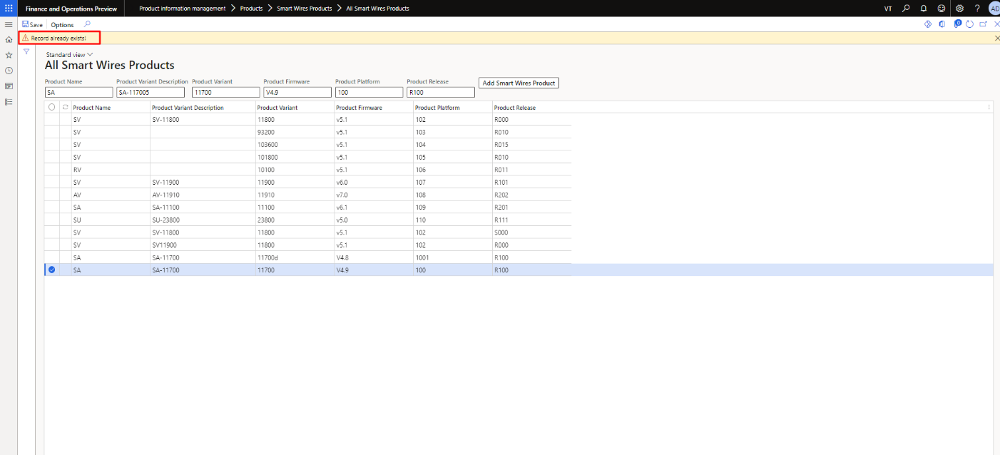 Finance and Operations Preview Product information management Products Smart Wires Products All Smart Wires Products VT ? AD
Save Options 0
Record already exists!
Standard view
All Smart Wires Products
Product Name Product Variant Description Product Variant Product Firmware Product Platform Product Release Add Smart Wires Product
SA SA-117005 11700 V4.9 100 R100
Product Name Product Variant Description Product Variant Product Firmware Product Platform Product Release
SV SV-11800 11800 v5.1 102 R000
SV 93200 v5.1 103 R010
SV 103600 v5.1 104 R015
SV 101800 v5.1 105 R010
RV 10100 v5.1 106 R011
SV SV-11900 11900 v6.0 107 R101
AV AV-11910 11910 v7.0 108 R202
SA SA-11100 11100 v6.1 109 R201
SU SU-23800 23800 v5.0 110 R111
SV SV-11800 11800 v5.1 102 S000
SV SV11900 11800 v5.1 102 R000
SA SA-11700 11700d V4.8 1001 R100
SA SA-11700 11700 V4.9 100 R100